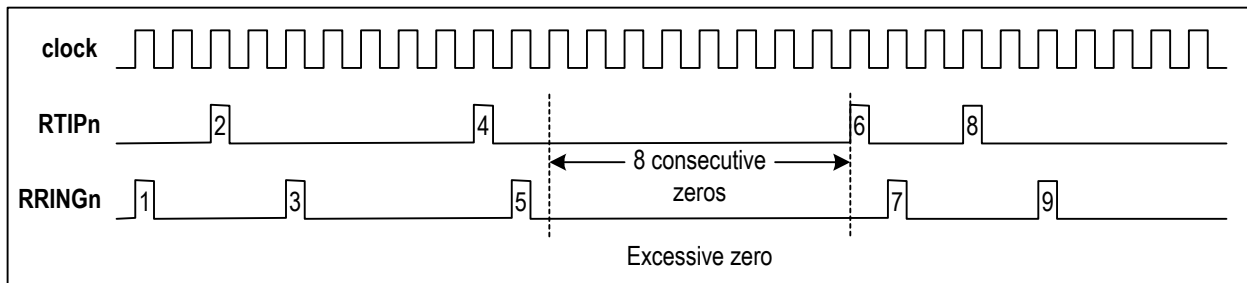 clock
RTIPn
2
4
6
8
8 consecutive
zeros
RRINGn
1
3
5
7
9
Excessive zero